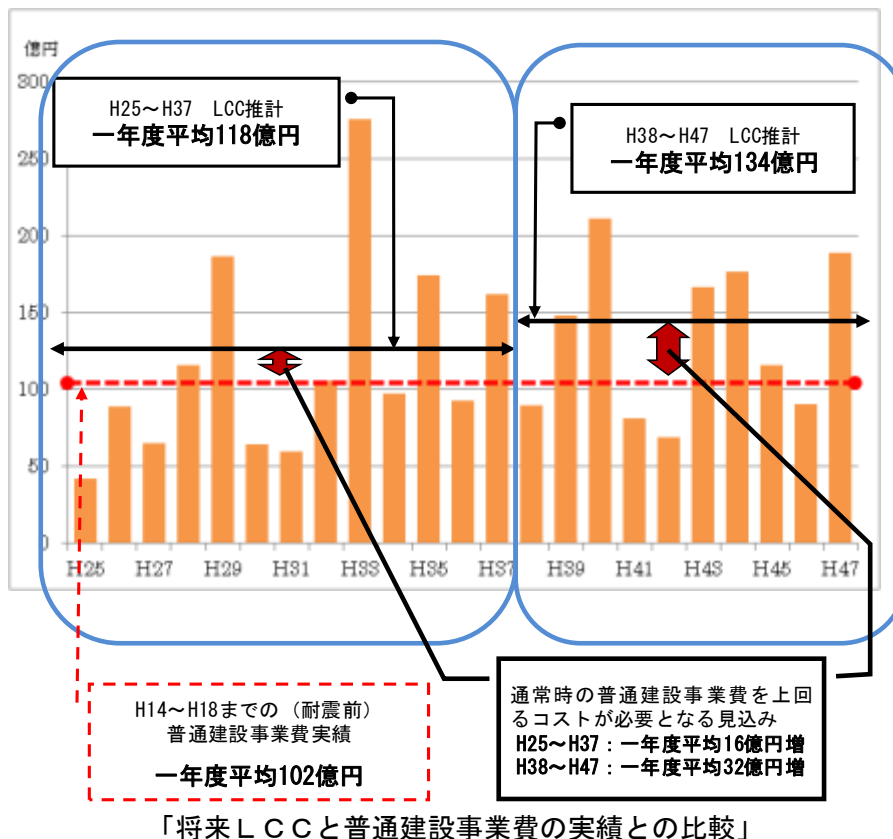 億円
300
250
200
150
100
50
0
H25～H37　LCC推計
一年度平均118億円
H38～H47　LCC推計
一年度平均134億円
H25 H27 H29 H31 H33 H35 H37 H39 H41 H43 H45 H47
H14～H18までの（耐震前）
普通建設事業費実績
一年度平均102億円
通常時の普通建設事業費を上回
るコストが必要となる見込み
H25～H37：一年度平均16億円増
H38～H47：一年度平均32億円増
「将来ＬＣＣと普通建設事業費の実績との比較」